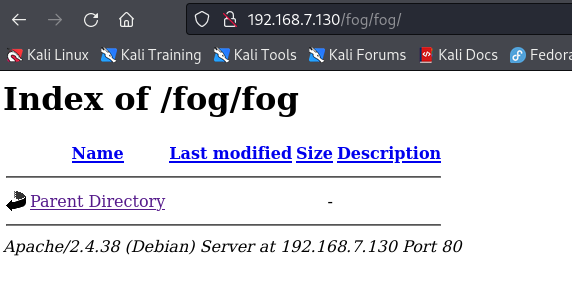 192.168.7.130/fog/fog/
Kali Linux Kali Training Kali Tools Kali Forums Kali Docs Fedora
Index of /fog/fog
Name Last modified Size Description
Parent Directory -
Apache/2.4.38 (Debian) Server at 192.168.7.130 Port 80